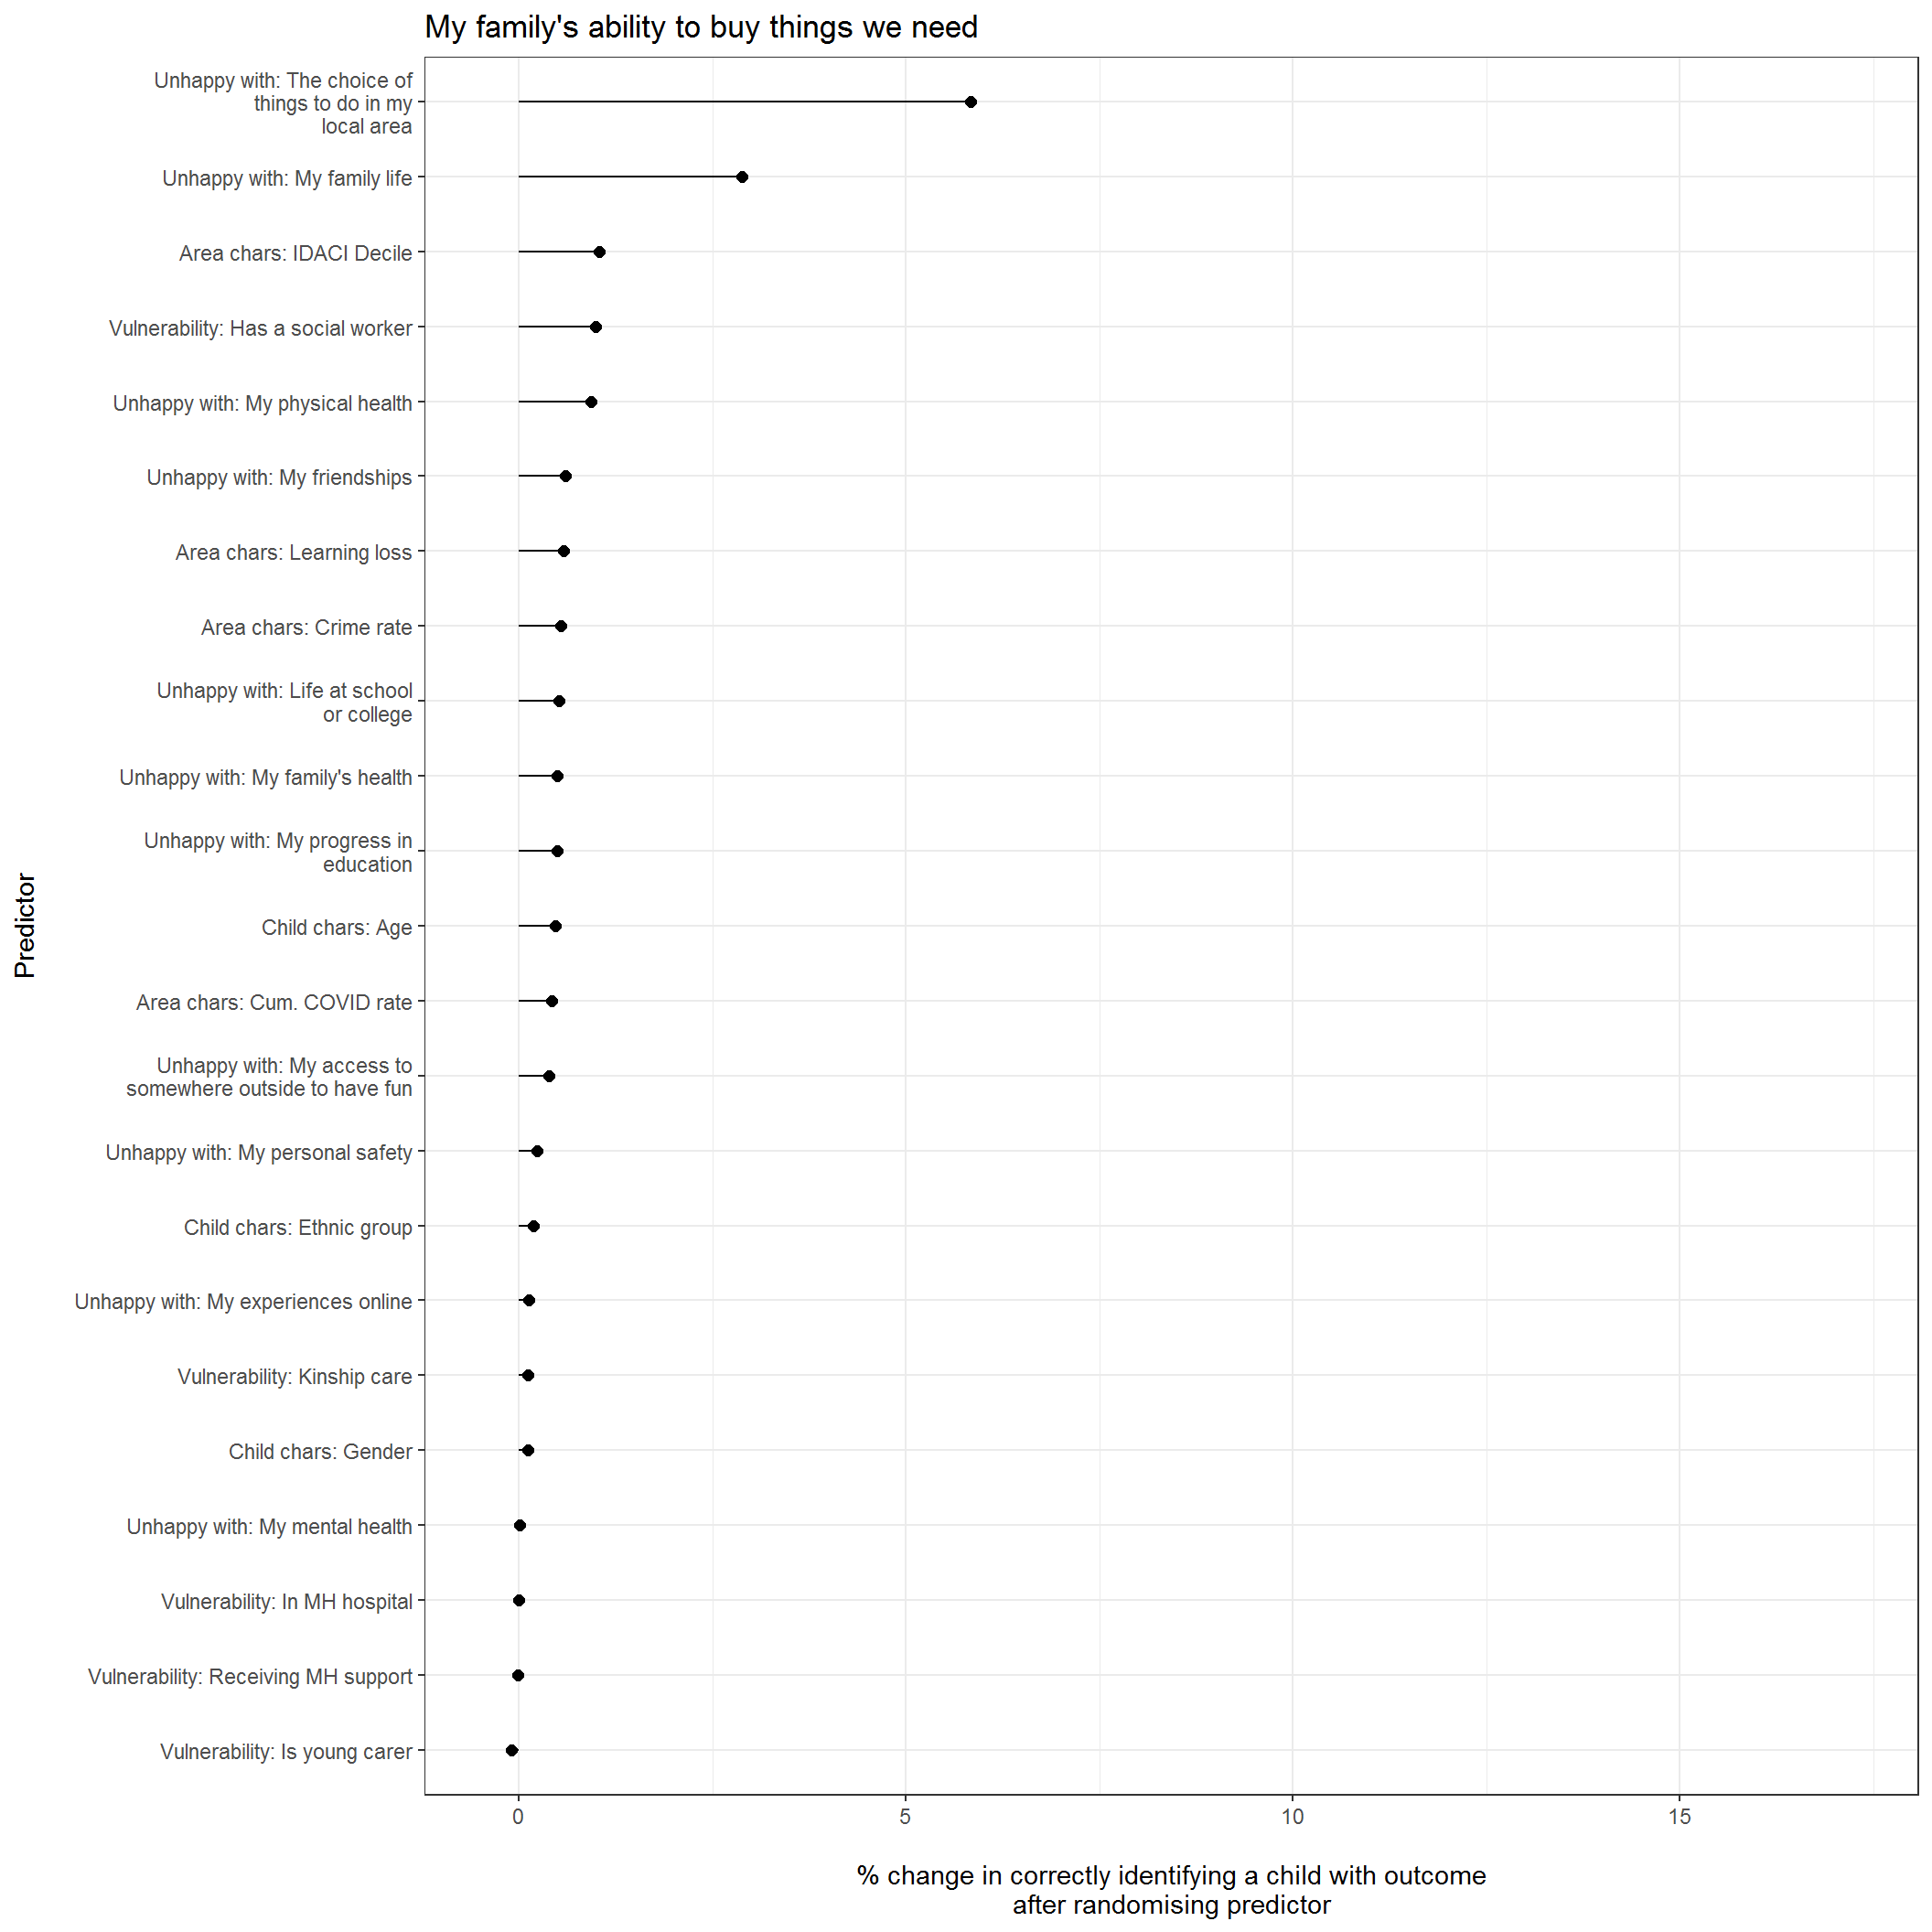 My family's ability to buy things we need
Unhappy with: The choice of
things to do in my
local area
Unhappy with: My family life
Area chars: IDACI Decile
Vulnerability: Has a social worker
Unhappy with: My physical health
Unhappy with: My friendships
Area chars: Learning loss
Area chars: Crime rate
Unhappy with: Life at school
or college
Unhappy with: My family's health
Unhappy with: My progress in
education
Child chars: Age
Area chars: Cum. COVID rate
Unhappy with: My access to
somewhere outside to have fun
Unhappy with: My personal safety
Child chars: Ethnic group
Unhappy with: My experiences online
Vulnerability: Kinship care
Child chars: Gender
Unhappy with: My mental health
Vulnerability: In MH hospital
Vulnerability: Receiving MH support
Vulnerability: Is young carer
Predictor
0 5 10 15
% change in correctly identifying a child with outcome
after randomising predictor